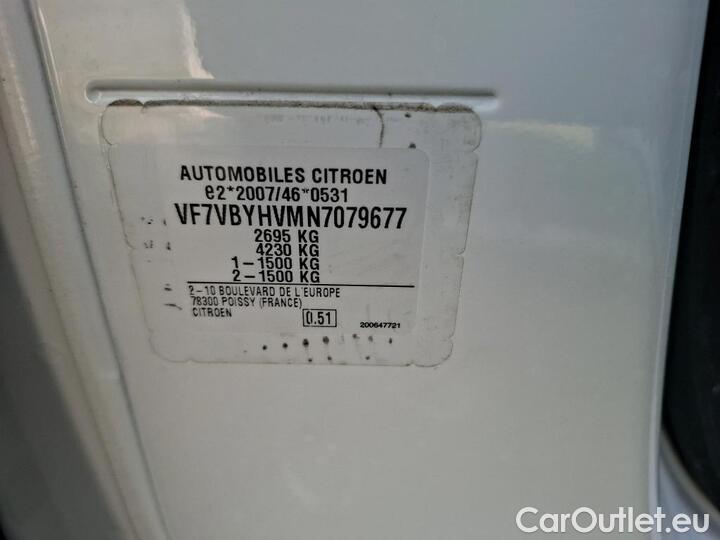 AUTOMOBILES CITROEN
e2*2007/46*0531
VF7VBYHVMN7079677
2695 KG
4230 KG
1-1500 KG
2-1500 KG
2-10 BOULEVARD DE L'EUROPE
78300 POISSY (FRANCE)
CITROEN
0.51
200647721
CarOutlet.eu